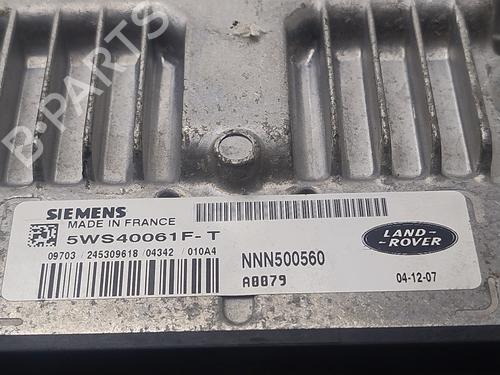 B-PARTS
SIEMENS
MADE IN FRANCE
5WS40061F-T
09703 / 245309618 / 04342 / 010A4
NNN500560
A0079
LAND-
ROVER
04-12-07